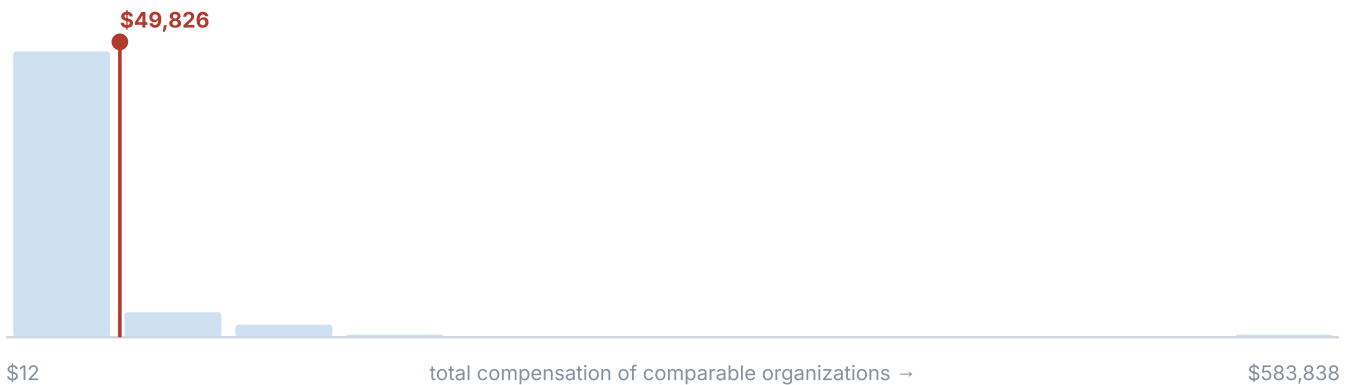 $49,826
$12 total compensation of comparable organizations → $583,838